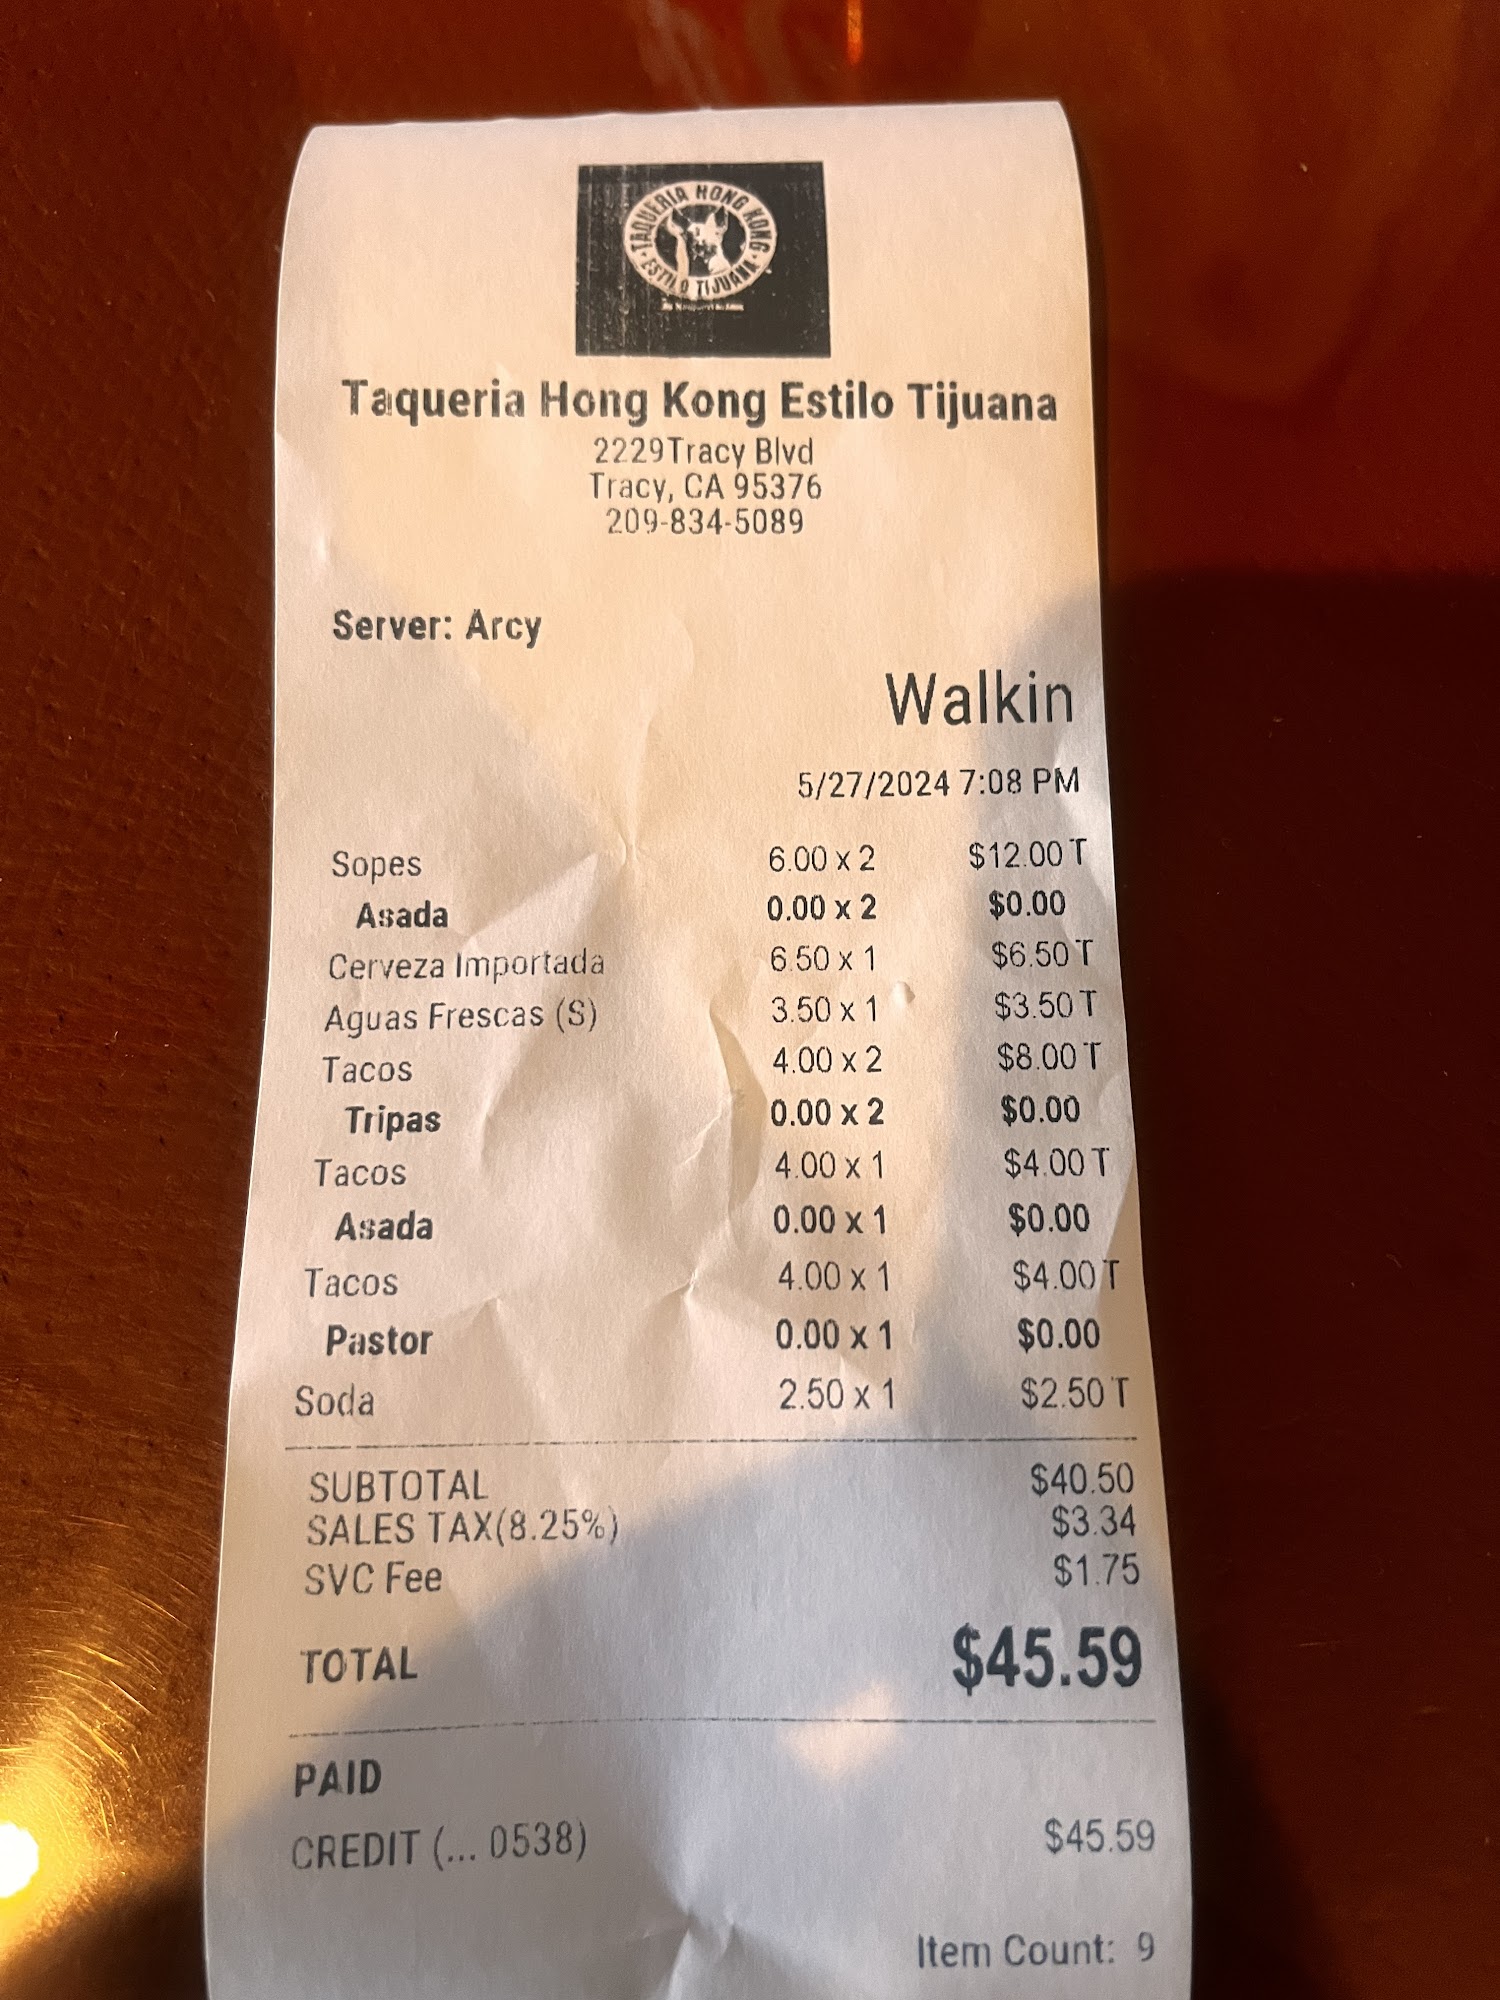 TAQUERIA HONG KONG
ESTILO TIJUANA
Taqueria Hong Kong Estilo Tijuana
2229Tracy Blvd
Tracy, CA 95376
209-834-5089
Server: Arcy
Walkin
5/27/2024 7:08 PM
Sopes 6.00 x 2 $12.00 T
Asada 0.00 x 2 $0.00
Cerveza Importada 6.50 x 1 $6.50 T
Aguas Frescas (S) 3.50 x 1 $3.50 T
Tacos 4.00 x 2 $8.00 T
Tripas 0.00 x 2 $0.00
Tacos 4.00 x 1 $4.00 T
Asada 0.00 x 1 $0.00
Tacos 4.00 x 1 $4.00 T
Pastor 0.00 x 1 $0.00
Soda 2.50 x 1 $2.50 T
SUBTOTAL $40.50
SALES TAX(8.25%) $3.34
SVC Fee $1.75
TOTAL $45.59
PAID
CREDIT (... 0538) $45.59
Item Count: 9